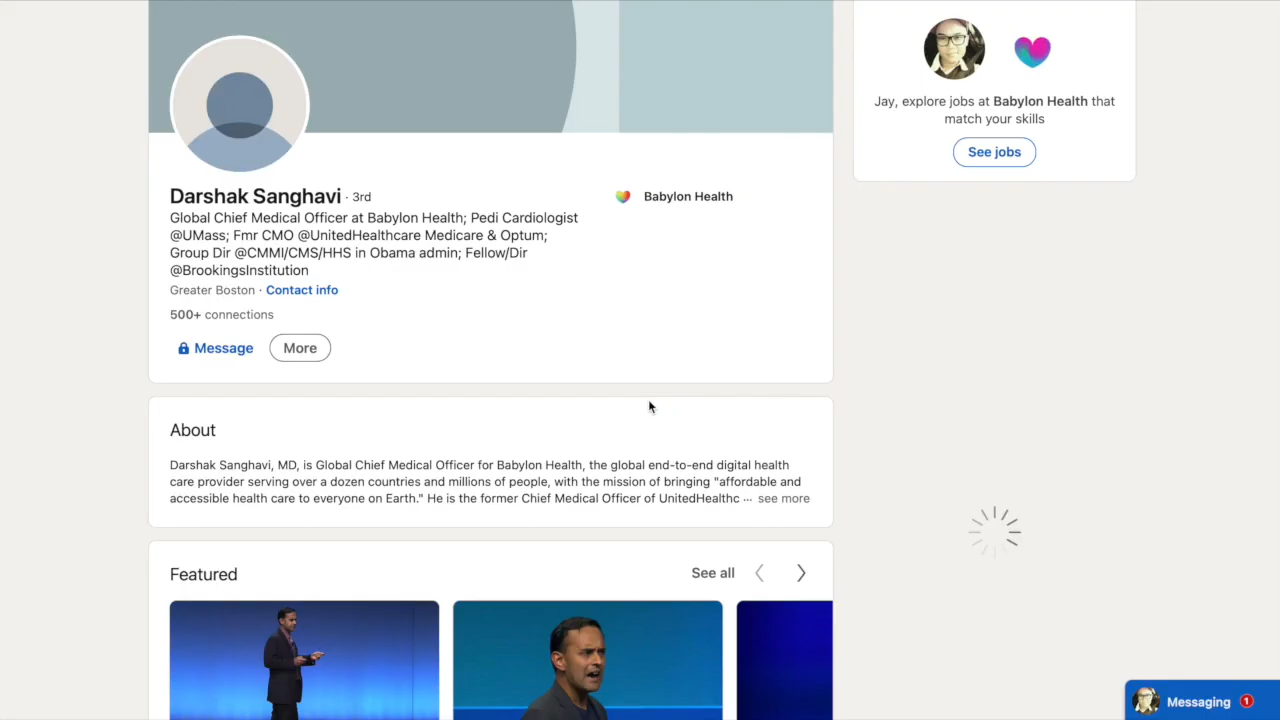 Darshak Sanghavi · 3rd
Babylon Health
Global Chief Medical Officer at Babylon Health; Pedi Cardiologist
@UMass; Fmr CMO @UnitedHealthcare Medicare & Optum;
Group Dir @CMMI/CMS/HHS in Obama admin; Fellow/Dir
@BrookingsInstitution
Greater Boston · Contact info
500+ connections
Message
More
About
Darshak Sanghavi, MD, is Global Chief Medical Officer for Babylon Health, the global end-to-end digital health
care provider serving over a dozen countries and millions of people, with the mission of bringing "affordable and
accessible health care to everyone on Earth." He is the former Chief Medical Officer of UnitedHealthc ... see more
Featured
See all
Jay, explore jobs at Babylon Health that
match your skills
See jobs
Messaging 1